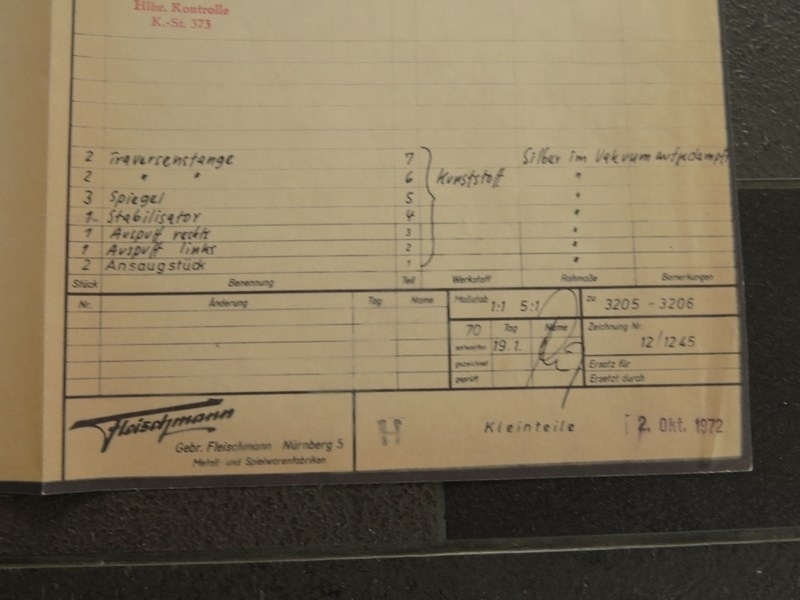 Hlbr. Kontrolle
K.-St. 373
2 Traversenstange 7 Silber im Vakuum aufgedampft
2 " " 6 Kunststoff "
3 Spiegel 5 "
1 Stabilisator 4 "
1 Auspuff rechts 3 "
1 Auspuff links 2 "
2 Ansaugstück 1 "
Stück Benennung Teil Werkstoff Rohmaße Bemerkungen
Nr. Änderung Tag Name Maßstab 1:1 5:1 zu 3205 - 3206
70 Tag Name Zeichnung Nr.
entworfen 19.1. 12/1245
gezeichnet Ersatz für
geprüft Ersetzt durch
Fleischmann
Gebr. Fleischmann Nürnberg 5
Metall- und Spielwarenfabriken
H Kleinteile 2. Okt. 1972